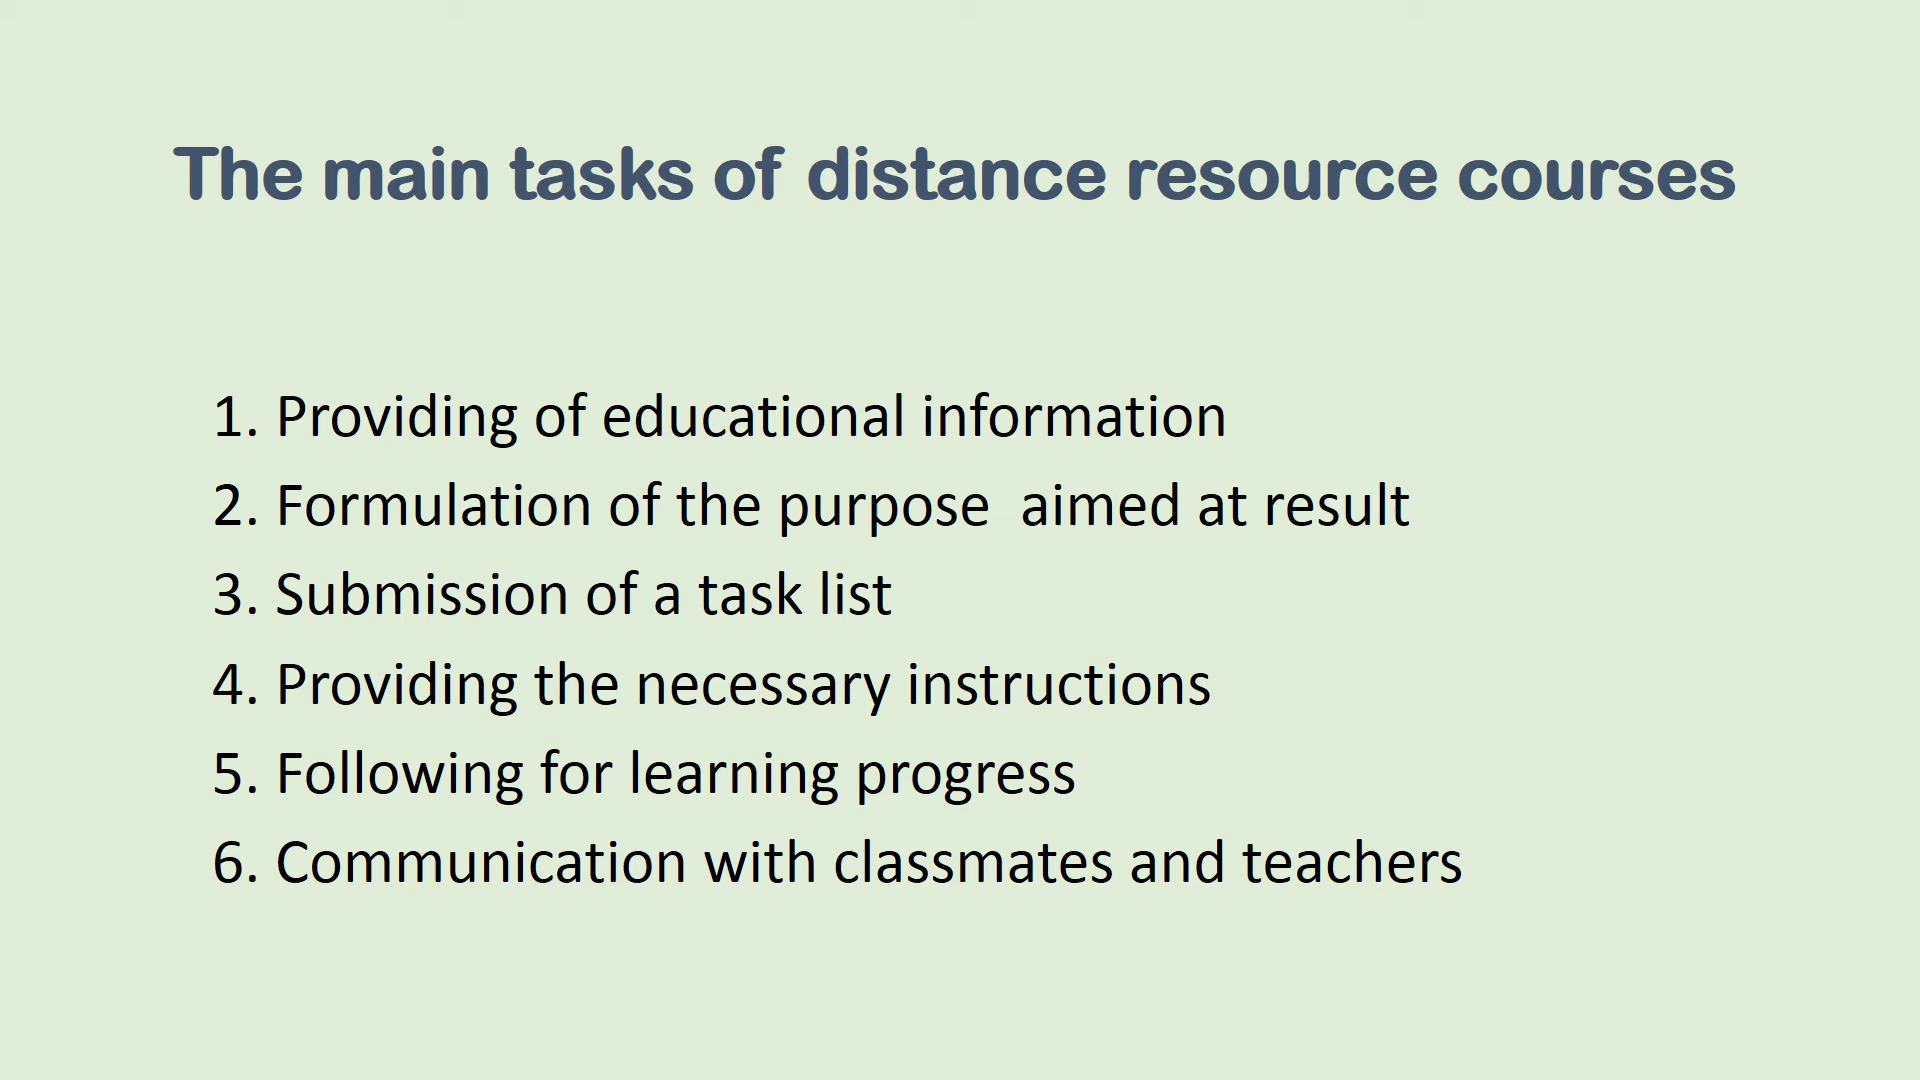 The main tasks of distance resource courses
1. Providing of educational information
2. Formulation of the purpose  aimed at result
3. Submission of a task list
4. Providing the necessary instructions
5. Following for learning progress
6. Communication with classmates and teachers